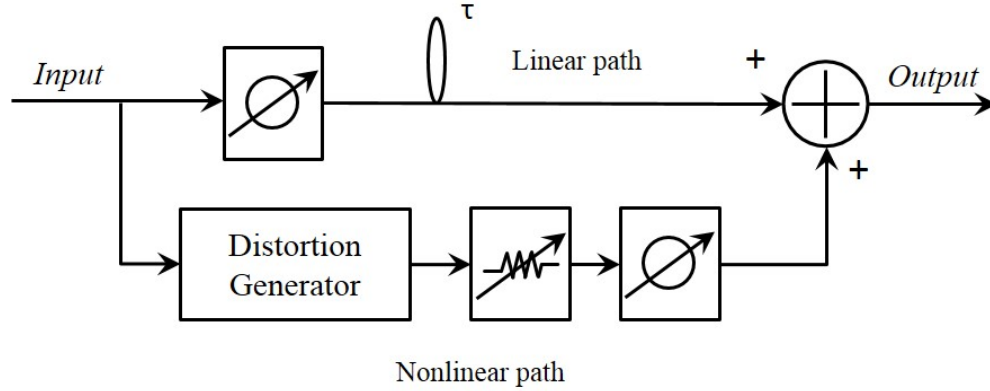 τ
Input
Linear path
+
Output
+
Distortion
Generator
Nonlinear path